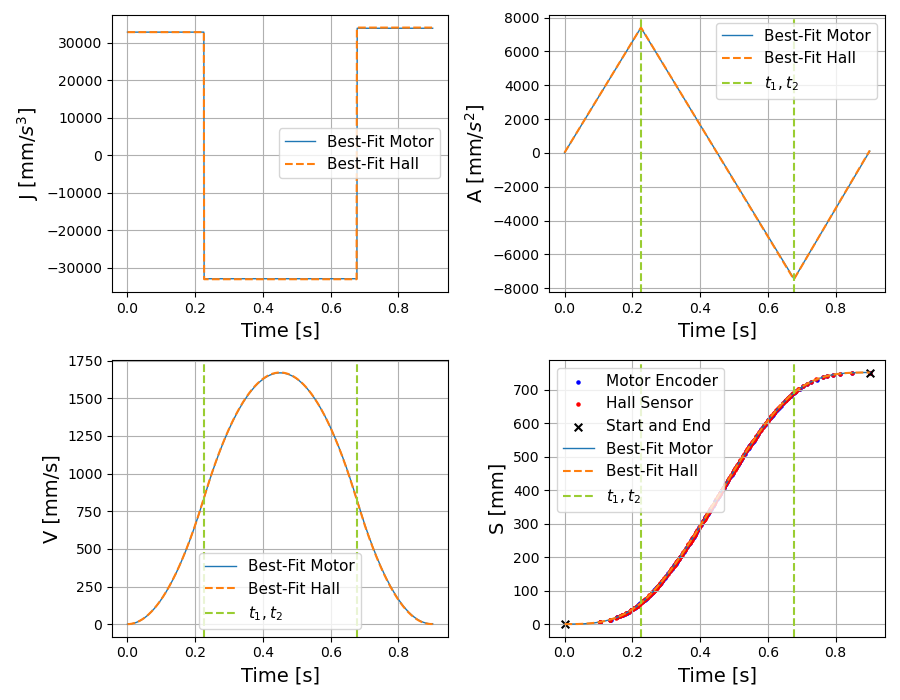 J [mm/s³]
30000
20000
10000
0
−10000
−20000
−30000
Best-Fit Motor
Best-Fit Hall
0.0 0.2 0.4 0.6 0.8
Time [s]
A [mm/s²]
8000
6000
4000
2000
0
−2000
−4000
−6000
−8000
Best-Fit Motor
Best-Fit Hall
t₁, t₂
0.0 0.2 0.4 0.6 0.8
Time [s]
V [mm/s]
1750
1500
1250
1000
750
500
250
0
Best-Fit Motor
Best-Fit Hall
t₁, t₂
0.0 0.2 0.4 0.6 0.8
Time [s]
S [mm]
700
600
500
400
300
200
100
0
Motor Encoder
Hall Sensor
Start and End
Best-Fit Motor
Best-Fit Hall
t₁, t₂
0.0 0.2 0.4 0.6 0.8
Time [s]